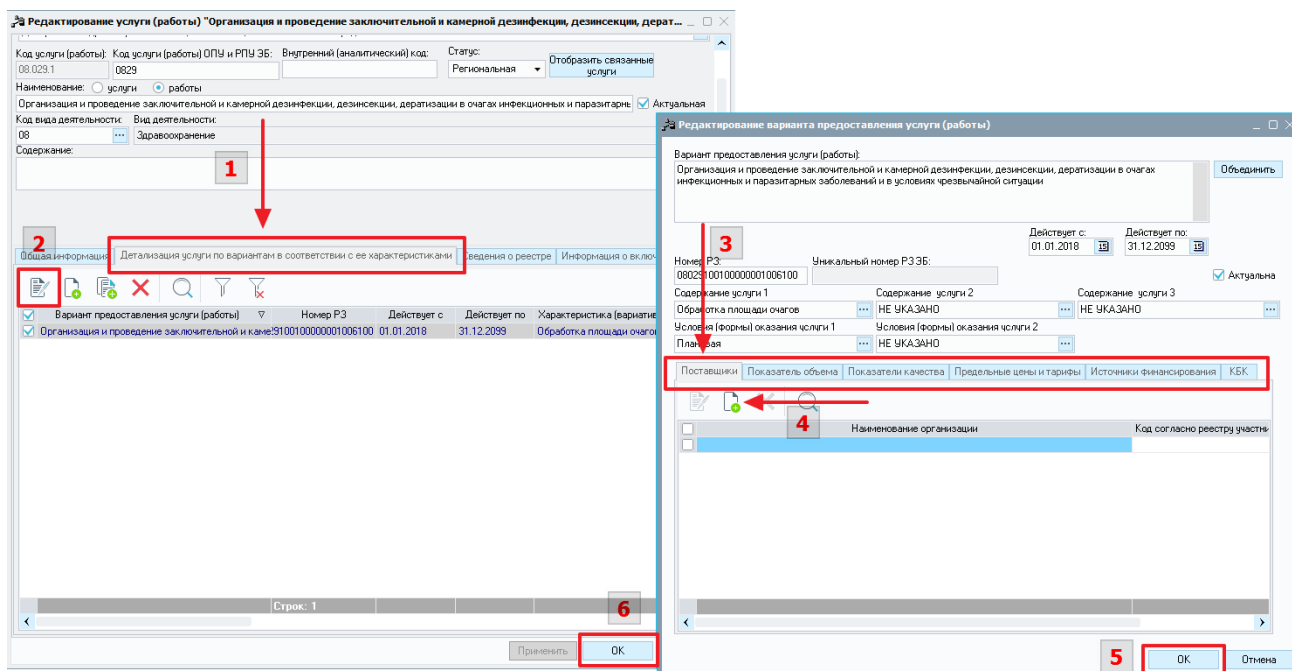 Редактирование услуги (работы) "Организация и проведение заключительной и камерной дезинфекции, дезинсекции, дерат...
Код услуги (работы): Код услуги (работы) ОПУ и РПУ ЭБ: Внутренний (аналитический) код: Статус:
08.029.1 0829 Региональная Отобразить связанные услуги
Наименование: услуги работы
Организация и проведение заключительной и камерной дезинфекции, дезинсекции, дератизации в очагах инфекционных и паразитарнь Актуальная
Код вида деятельности: Вид деятельности:
08 ... Здравоохранение
Содержание:
1
2
Общая информация Детализация услуги по вариантам в соответствии с ее характеристиками Сведения о реестре Информация о включ
Вариант предоставления услуги (работы) Номер РЗ Действует с Действует по Характеристика (вариатив
Организация и проведение заключительной и каме 9100100000001006100 01.01.2018 31.12.2099 Обработка площади очагов
Строк: 1
6
Применить ОК
Редактирование варианта предоставления услуги (работы)
Вариант предоставления услуги (работы):
Организация и проведение заключительной и камерной дезинфекции, дезинсекции, дератизации в очагах
инфекционных и паразитарных заболеваний и в условиях чрезвычайной ситуации
Объединить
3
Действует с: Действует по:
01.01.2018 15 31.12.2099 15
Номер РЗ: Уникальный номер РЗ ЭБ:
08029100100000001006100 Актуальна
Содержание услуги 1 Содержание услуги 2 Содержание услуги 3
Обработка площади очагов ... НЕ УКАЗАНО ... НЕ УКАЗАНО ...
Условия (формы) оказания услуги 1 Условия (формы) оказания услуги 2
Плановая ... НЕ УКАЗАНО ...
Поставщики Показатель объема Показатели качества Предельные цены и тарифы Источники финансирования КБК
4
Наименование организации Код согласно реестру участни
5
ОК Отмена